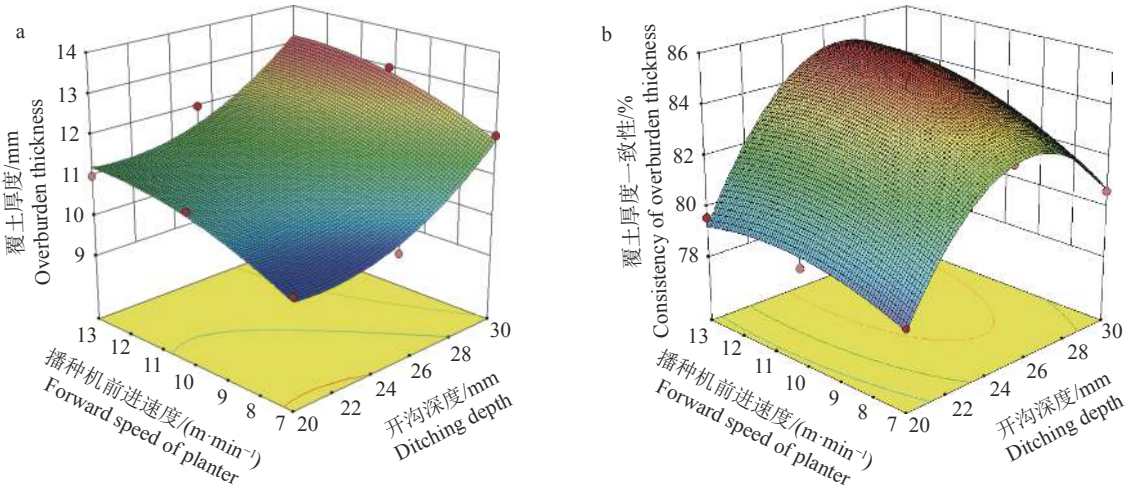 a
14
13
12
11
10
9
覆土厚度/mm
Overburden thickness
13
12
11
10
9
8
7
播种机前进速度/(m·min⁻¹)
Forward speed of planter
20
22
24
26
28
30
开沟深度/mm
Ditching depth
b
86
84
82
80
78
覆土厚度一致性/%
Consistency of overburden thickness
13
12
11
10
9
8
7
播种机前进速度/(m·min⁻¹)
Forward speed of planter
20
22
24
26
28
30
开沟深度/mm
Ditching depth